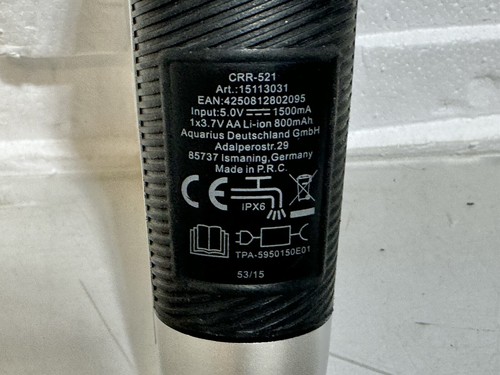 CRR-521
Art.:15113031
EAN:4250812802095
Input:5.0V⎓1500mA
1x3.7V AA Li-ion 800mAh
Aquarius Deutschland GmbH
Adalperostr.29
85737 Ismaning,Germany
Made in P.R.C.
CE
IPX6
TPA-5950150E01
53/15